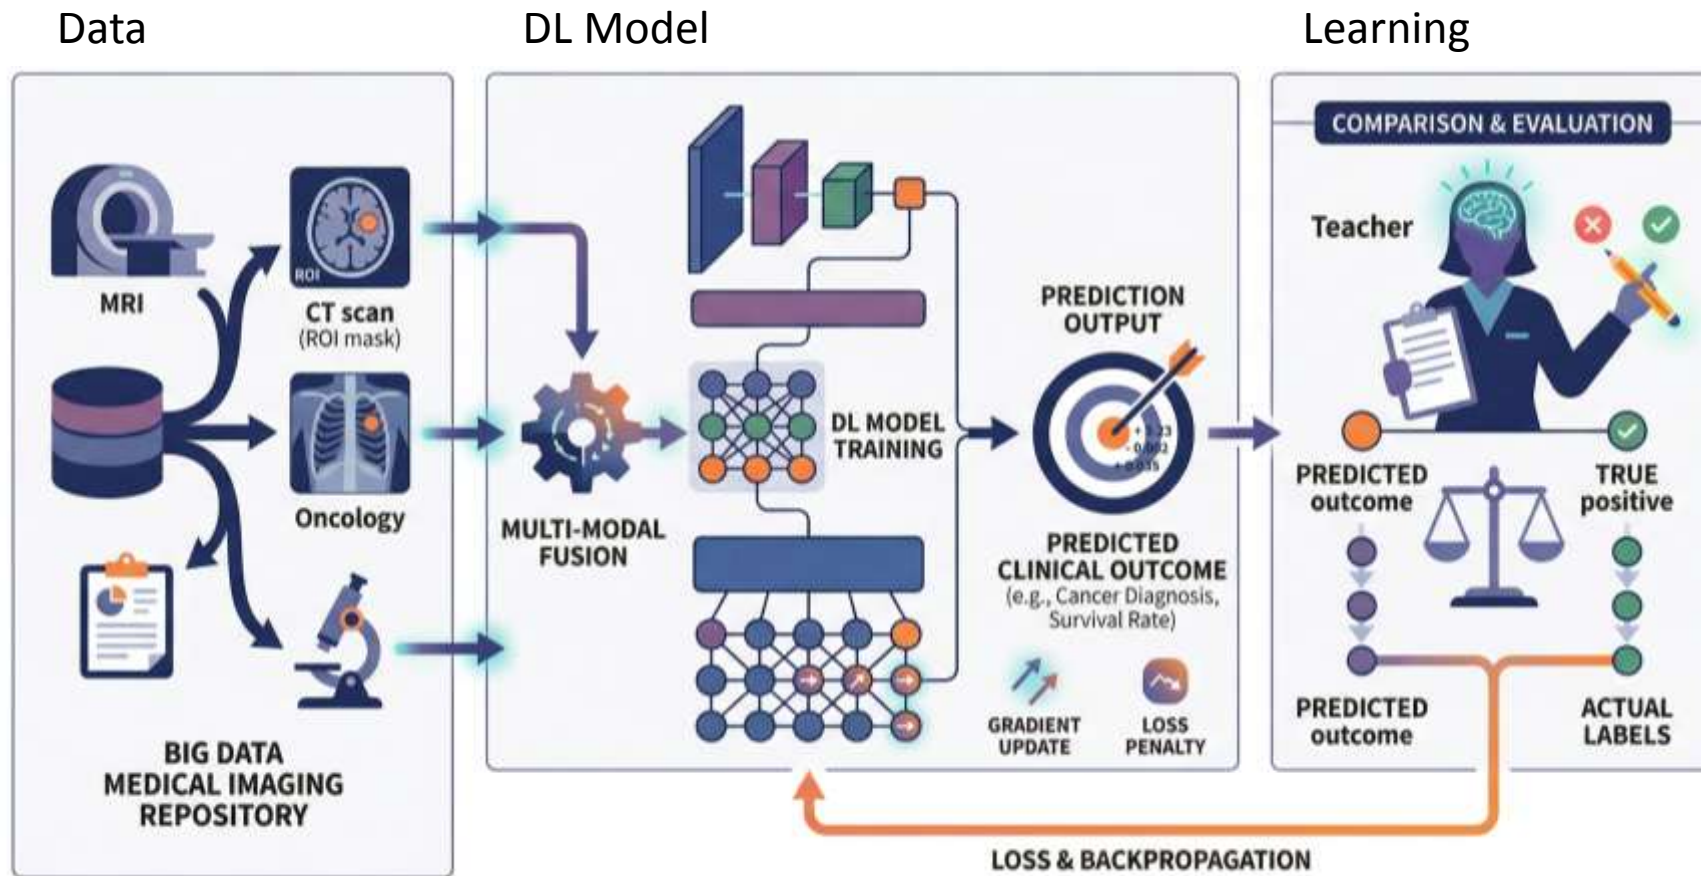 Data
DL Model
Learning
MRI
ROI
CT scan
(ROI mask)
Oncology
BIG DATA
MEDICAL IMAGING
REPOSITORY
MULTI-MODAL
FUSION
DL MODEL
TRAINING
PREDICTION
OUTPUT
- 0.002
PREDICTED
CLINICAL OUTCOME
(e.g., Cancer Diagnosis,
Survival Rate)
GRADIENT
UPDATE
LOSS
PENALTY
COMPARISON & EVALUATION
Teacher
PREDICTED
outcome
TRUE
positive
PREDICTED
outcome
ACTUAL
LABELS
LOSS & BACKPROPAGATION